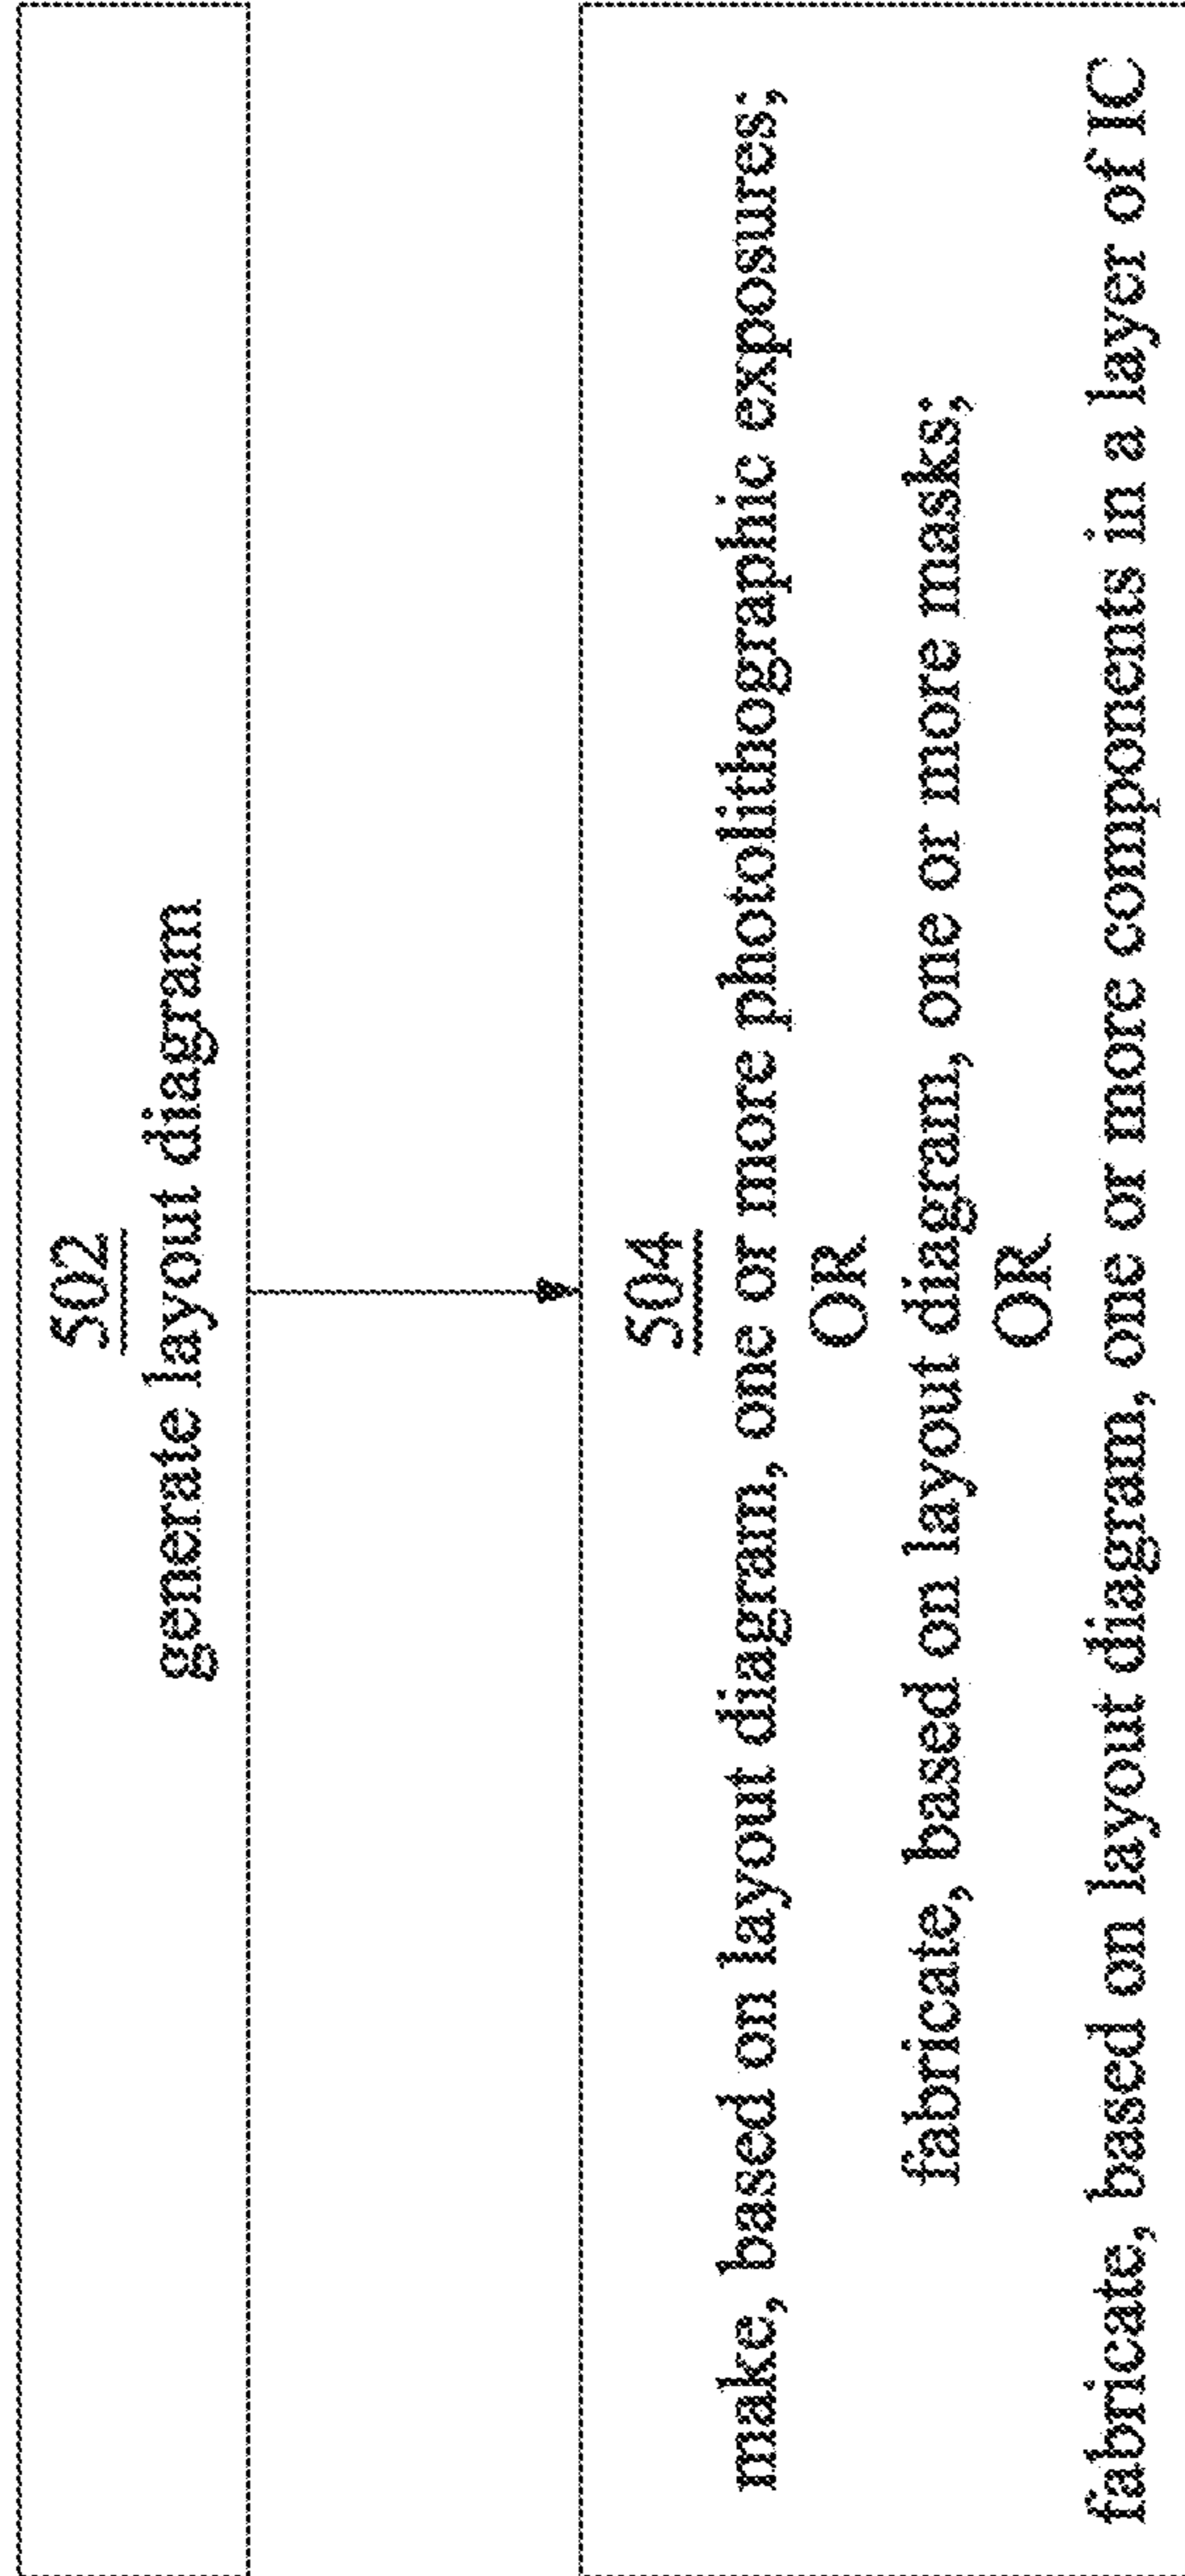 502
generate layout diagram
504
make, based on layout diagram, one or more photolithographic exposures;
OR
fabricate, based on layout diagram, one or more masks;
OR
fabricate, based on layout diagram, one or more components in a layer of IC